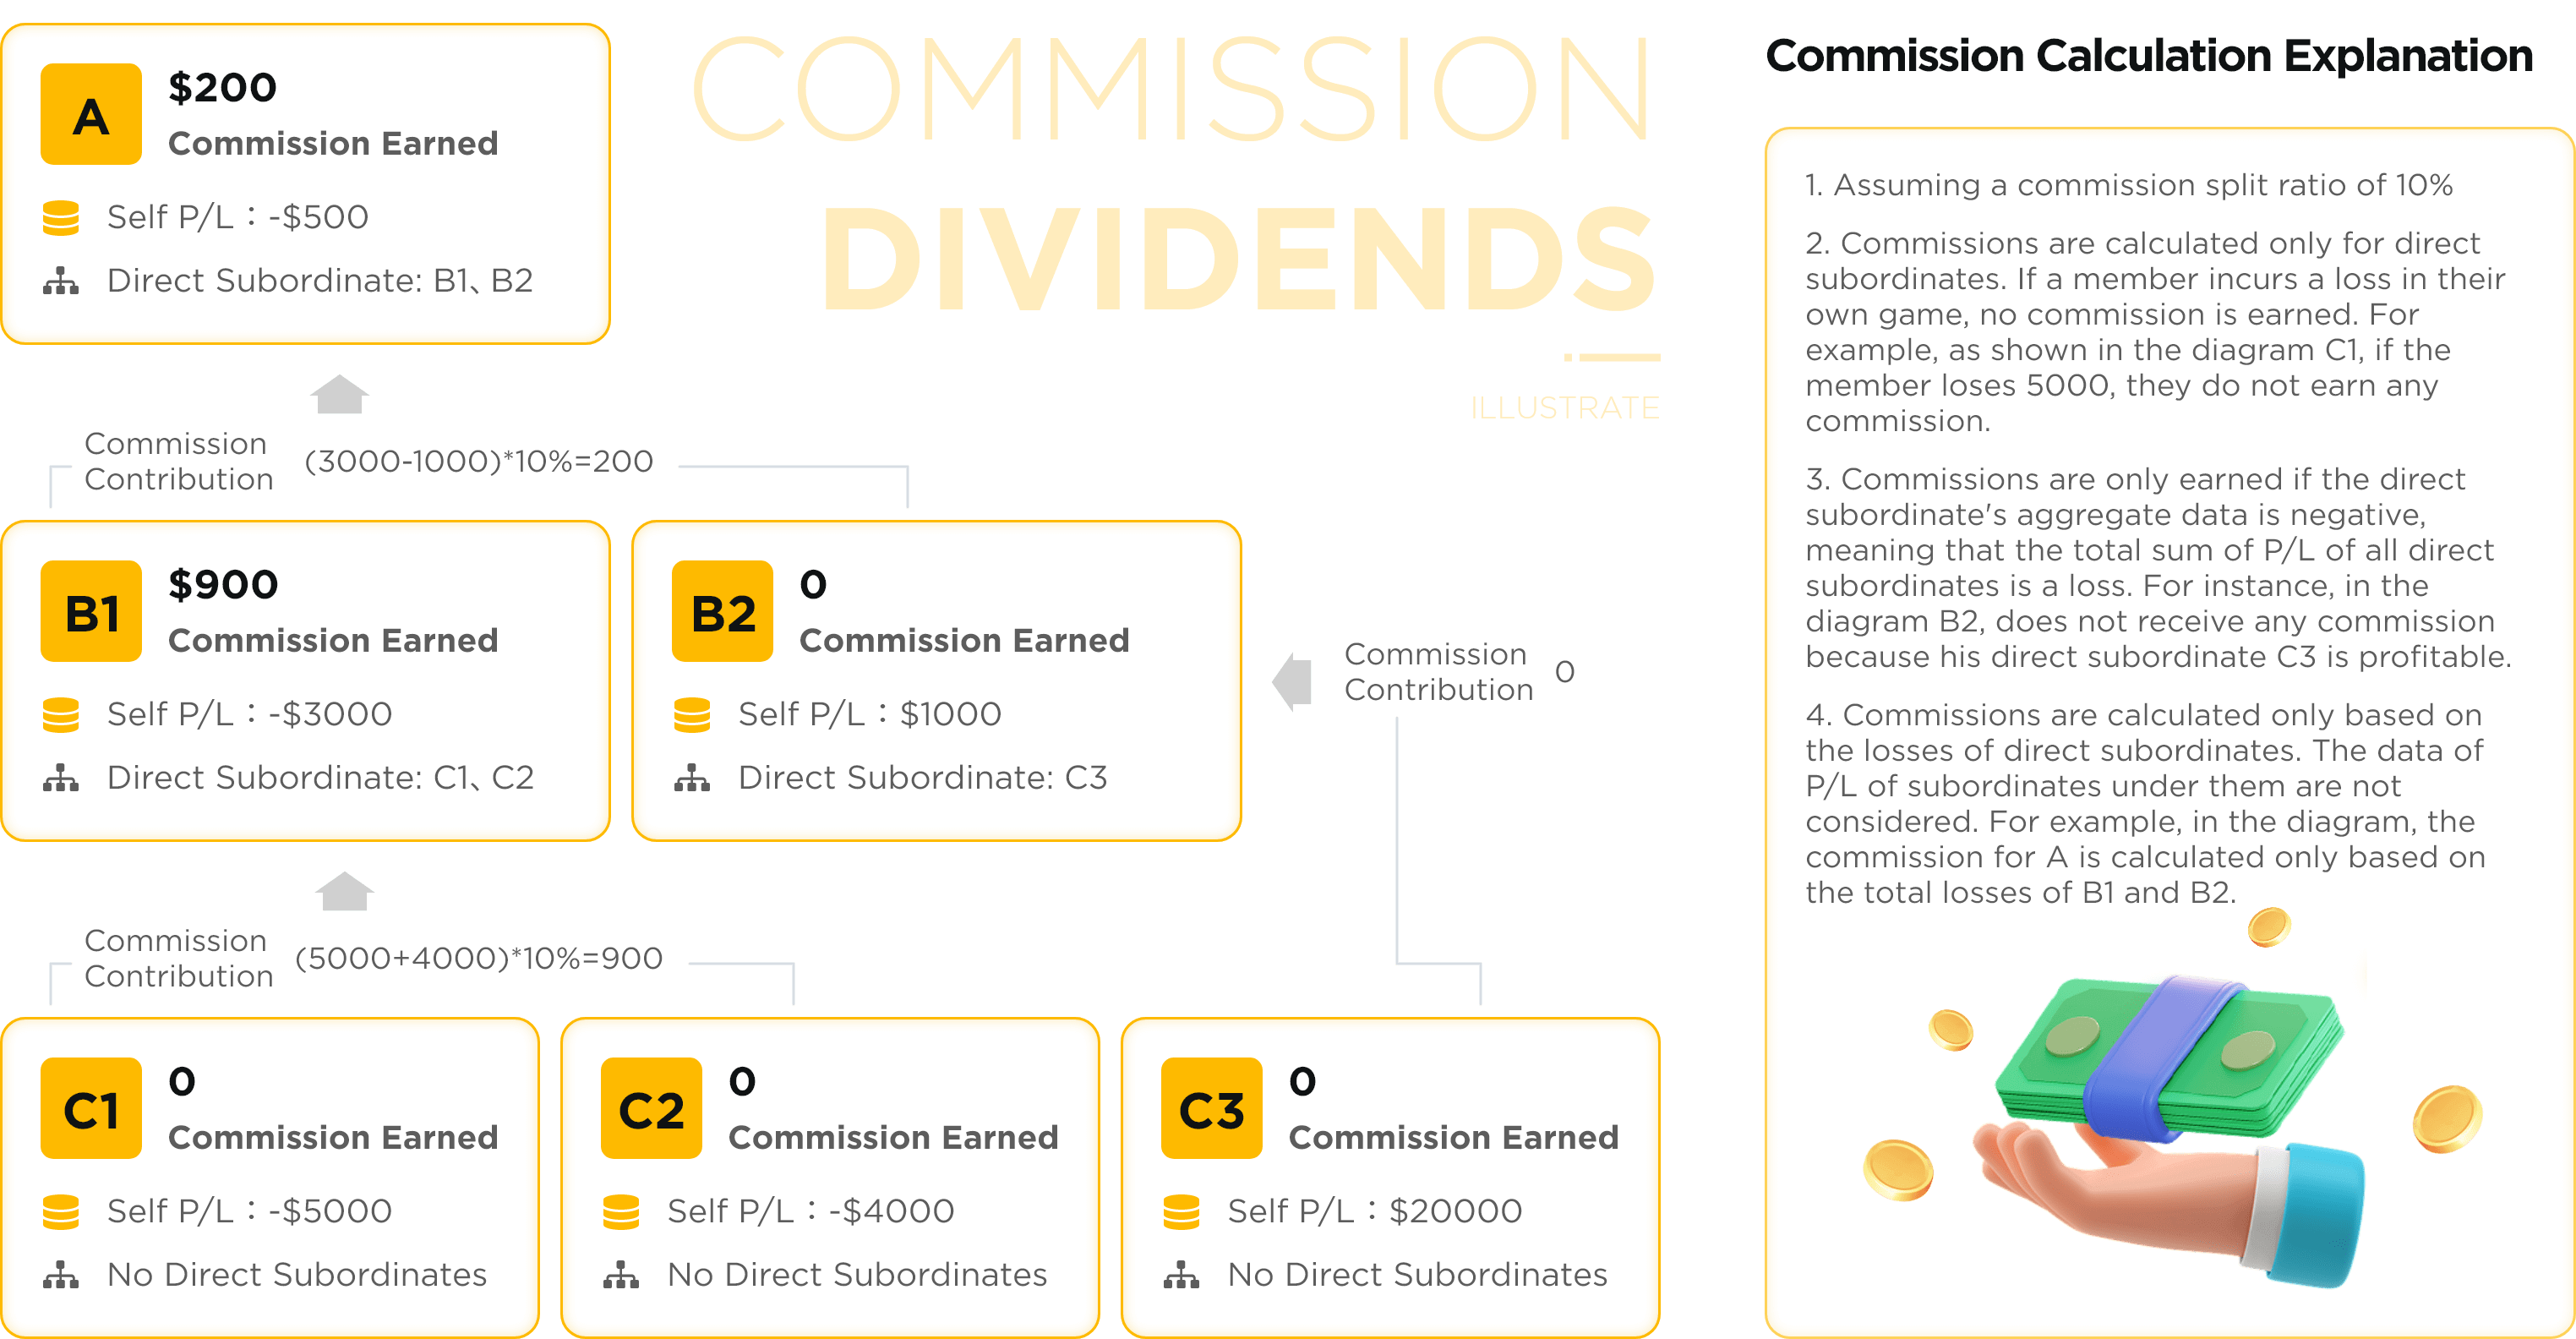 COMMISSION
DIVIDENDS
ILLUSTRATE
A
$200
Commission Earned
Self P/L：-$500
Direct Subordinate: B1、B2
Commission
Contribution
(3000-1000)*10%=200
B1
$900
Commission Earned
Self P/L：-$3000
Direct Subordinate: C1、C2
B2
0
Commission Earned
Self P/L：$1000
Direct Subordinate: C3
Commission
Contribution
0
Commission
Contribution
(5000+4000)*10%=900
C1
0
Commission Earned
Self P/L：-$5000
No Direct Subordinates
C2
0
Commission Earned
Self P/L：-$4000
No Direct Subordinates
C3
0
Commission Earned
Self P/L：$20000
No Direct Subordinates
Commission Calculation Explanation
1. Assuming a commission split ratio of 10%
2. Commissions are calculated only for direct
subordinates. If a member incurs a loss in their
own game, no commission is earned. For
example, as shown in the diagram C1, if the
member loses 5000, they do not earn any
commission.
3. Commissions are only earned if the direct
subordinate's aggregate data is negative,
meaning that the total sum of P/L of all direct
subordinates is a loss. For instance, in the
diagram B2, does not receive any commission
because his direct subordinate C3 is profitable.
4. Commissions are calculated only based on
the losses of direct subordinates. The data of
P/L of subordinates under them are not
considered. For example, in the diagram, the
commission for A is calculated only based on
the total losses of B1 and B2.